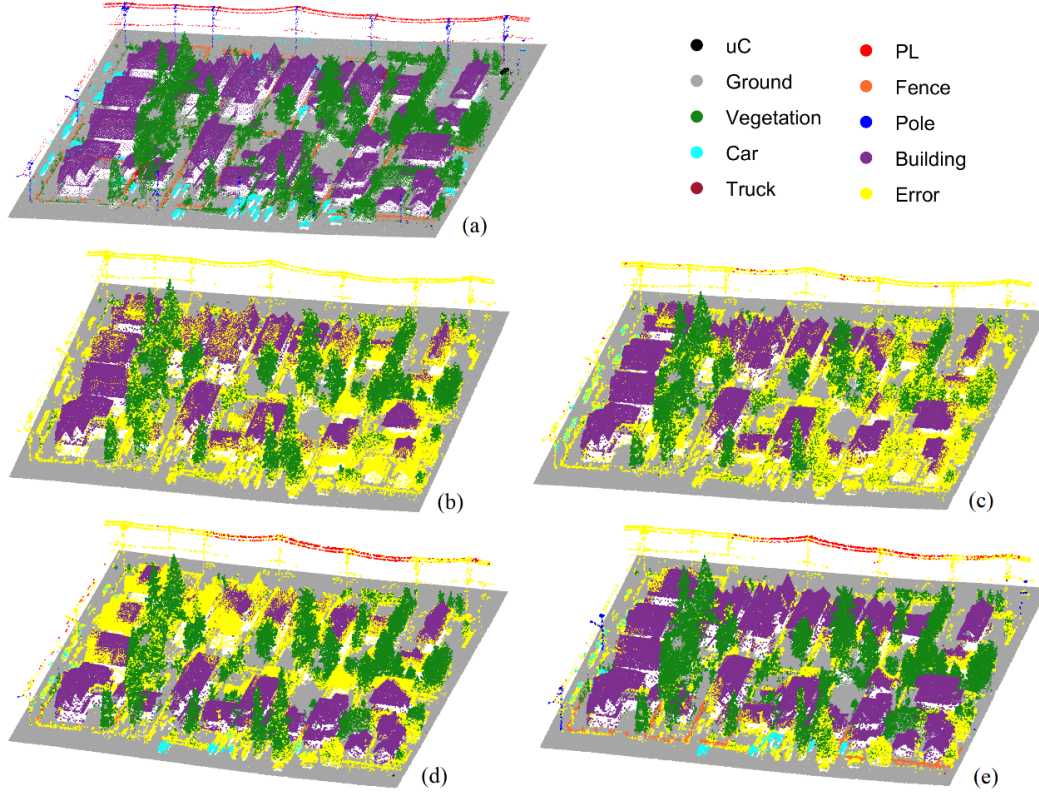 uC
PL
Ground
Fence
Vegetation
Pole
Car
Building
Truck
Error
(a)
(b)
(c)
(d)
(e)